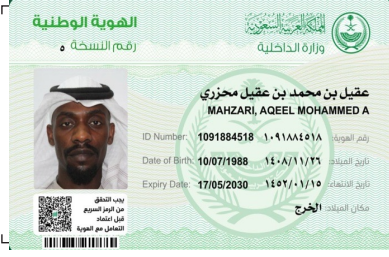 الهوية الوطنية
المملكة العربية السعودية
رقم النسخة ٥
وزارة الداخلية
عقيل بن محمد بن عقيل محزري
MAHZARI, AQEEL MOHAMMED A
ID Number: 1091884518 رقم الهوية: ١٠٩١٨٨٤٥١٨
Date of Birth: 10/07/1988 تاريخ الميلاد: ١٤٠٨/١١/٢٦
Expiry Date: 17/05/2030 تاريخ الانتهاء: ١٤٥٢/٠١/١٥
مكان الميلاد: الخرج
يجب التحقق
من الرمز السريع
قبل اعتماد
التعامل مع الهوية